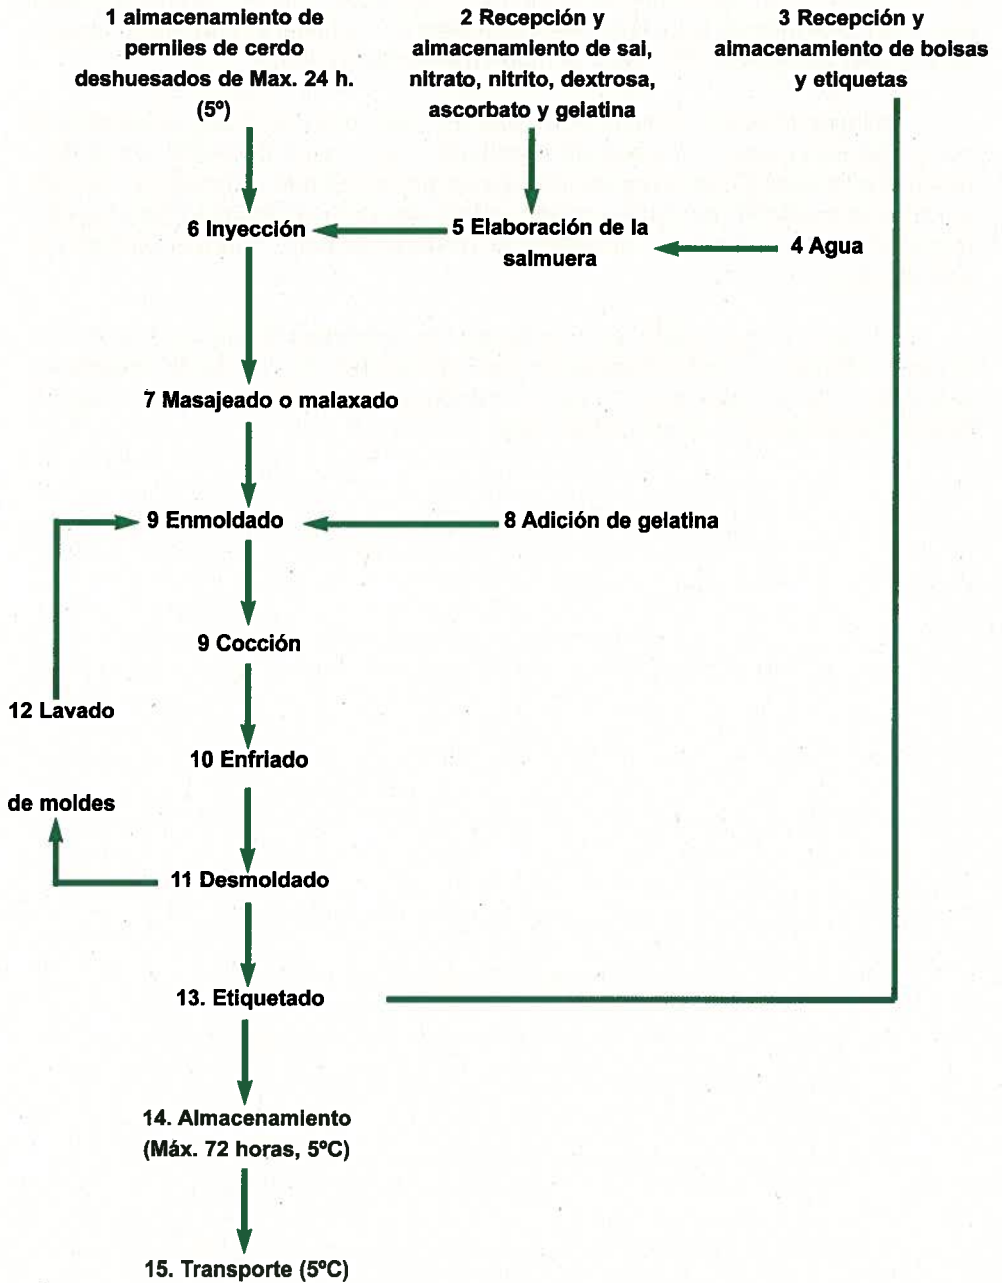 1 almacenamiento de
perniles de cerdo
deshuesados de Max. 24 h.
(5º)
2 Recepción y
almacenamiento de sal,
nitrato, nitrito, dextrosa,
ascorbato y gelatina
3 Recepción y
almacenamiento de bolsas
y etiquetas
6 Inyección
5 Elaboración de la
salmuera
4 Agua
7 Masajeado o malaxado
9 Enmoldado
8 Adición de gelatina
9 Cocción
12 Lavado
10 Enfriado
de moldes
11 Desmoldado
13. Etiquetado
14. Almacenamiento
(Máx. 72 horas, 5ºC)
15. Transporte (5ºC)